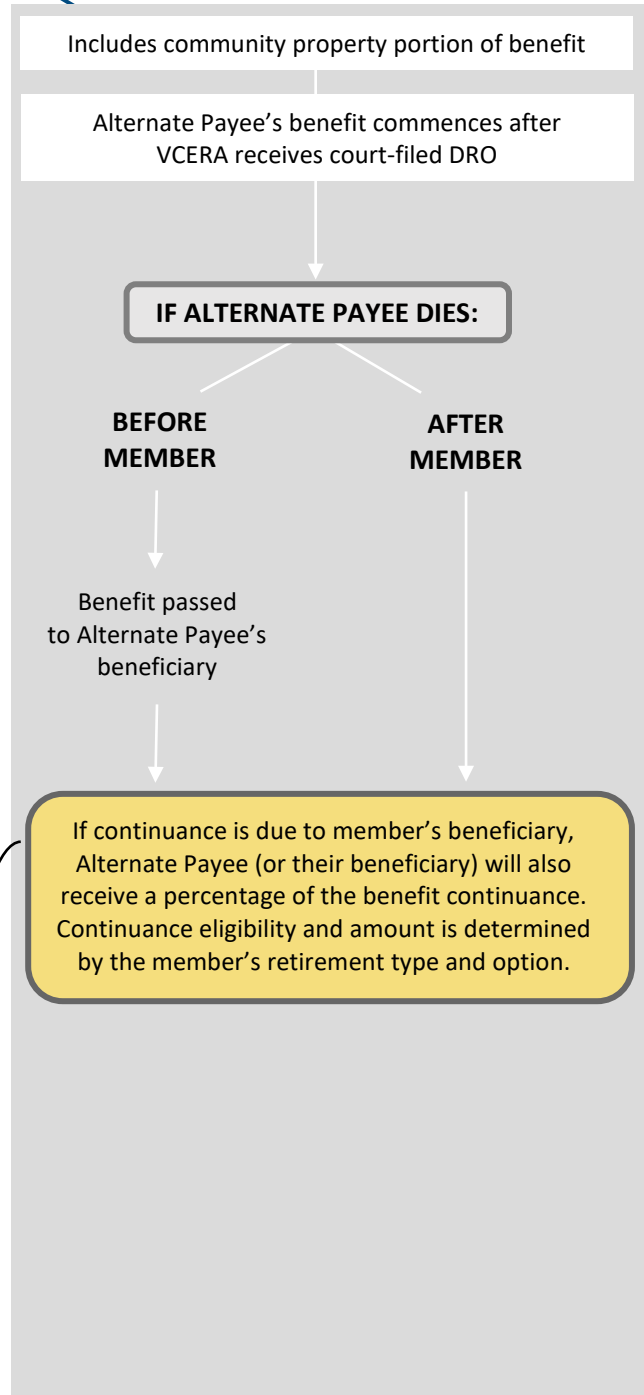 Includes community property portion of benefit
Alternate Payee’s benefit commences after
VCERA receives court-filed DRO
IF ALTERNATE PAYEE DIES:
BEFORE
MEMBER
AFTER
MEMBER
Benefit passed
to Alternate Payee’s
beneficiary
If continuance is due to member’s beneficiary,
Alternate Payee (or their beneficiary) will also
receive a percentage of the benefit continuance.
Continuance eligibility and amount is determined
by the member’s retirement type and option.